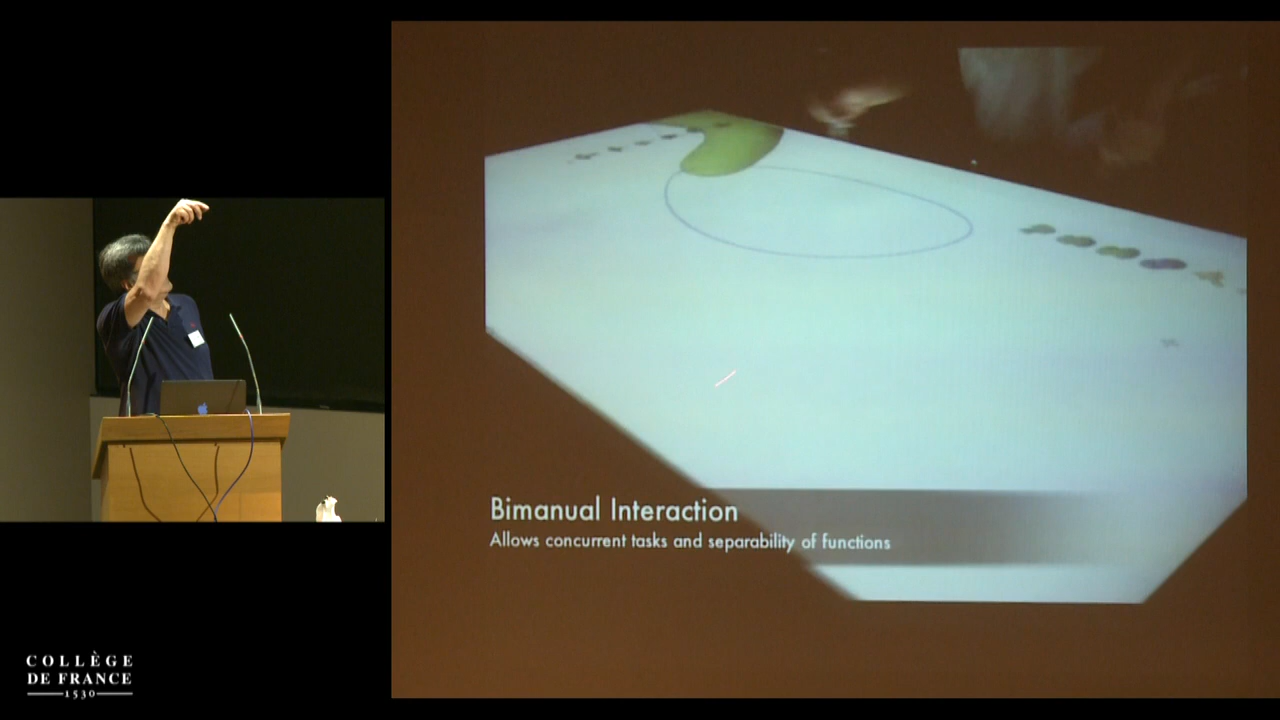 Bimanual Interaction
Allows concurrent tasks and separability of functions
COLLÈGE
DE FRANCE
1530